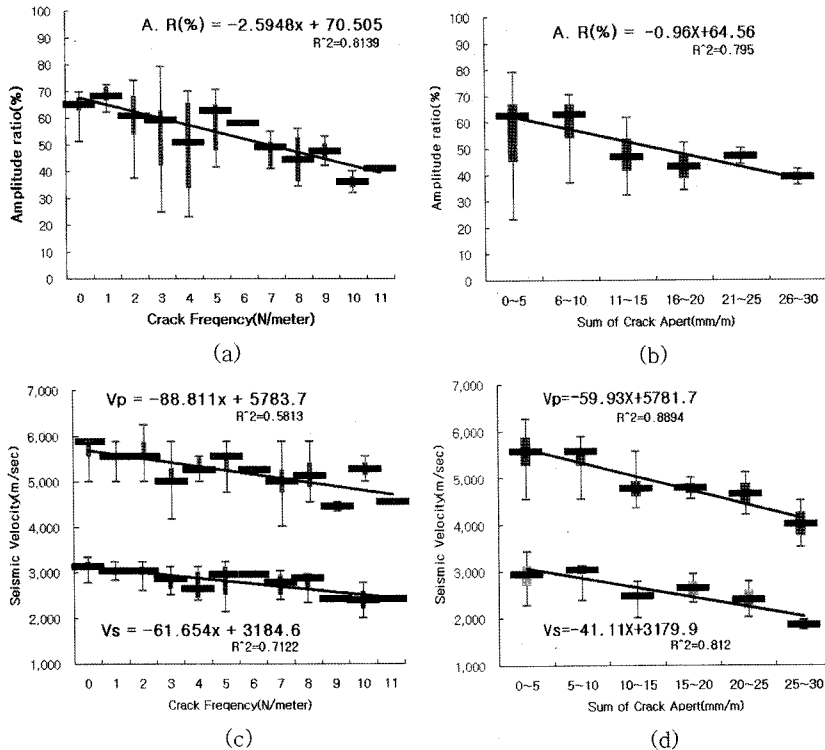 A. R(%) = -2.5948x + 70.505
R^2=0.8139
Amplitude ratio(%)
100
90
80
70
60
50
40
30
20
10
0
0 1 2 3 4 5 6 7 8 9 10 11
Crack Freqency(N/meter)
(a)
A. R(%) = -0.96X+64.56
R^2=0.795
Amplitude ratio(%)
100
90
80
70
60
50
40
30
20
10
0
0~5 6~10 11~15 16~20 21~25 26~30
Sum of Crack Apert(mm/m)
(b)
Vp = -88.811x + 5783.7
R^2=0.5813
Seismic Velocity(m/sec)
7,000
6,000
5,000
4,000
3,000
2,000
1,000
Vs = -61.654x + 3184.6
R^2=0.7122
0 1 2 3 4 5 6 7 8 9 10 11
Crack Freqency(N/meter)
(c)
Vp=-59.93X+5781.7
R^2=0.8894
Seismic Velocity(m/sec)
7,000
6,000
5,000
4,000
3,000
2,000
1,000
Vs=-41.11X+3179.9
R^2=0.812
0~5 5~10 10~15 15~20 20~25 25~30
Sum of Crack Apert(mm/m)
(d)